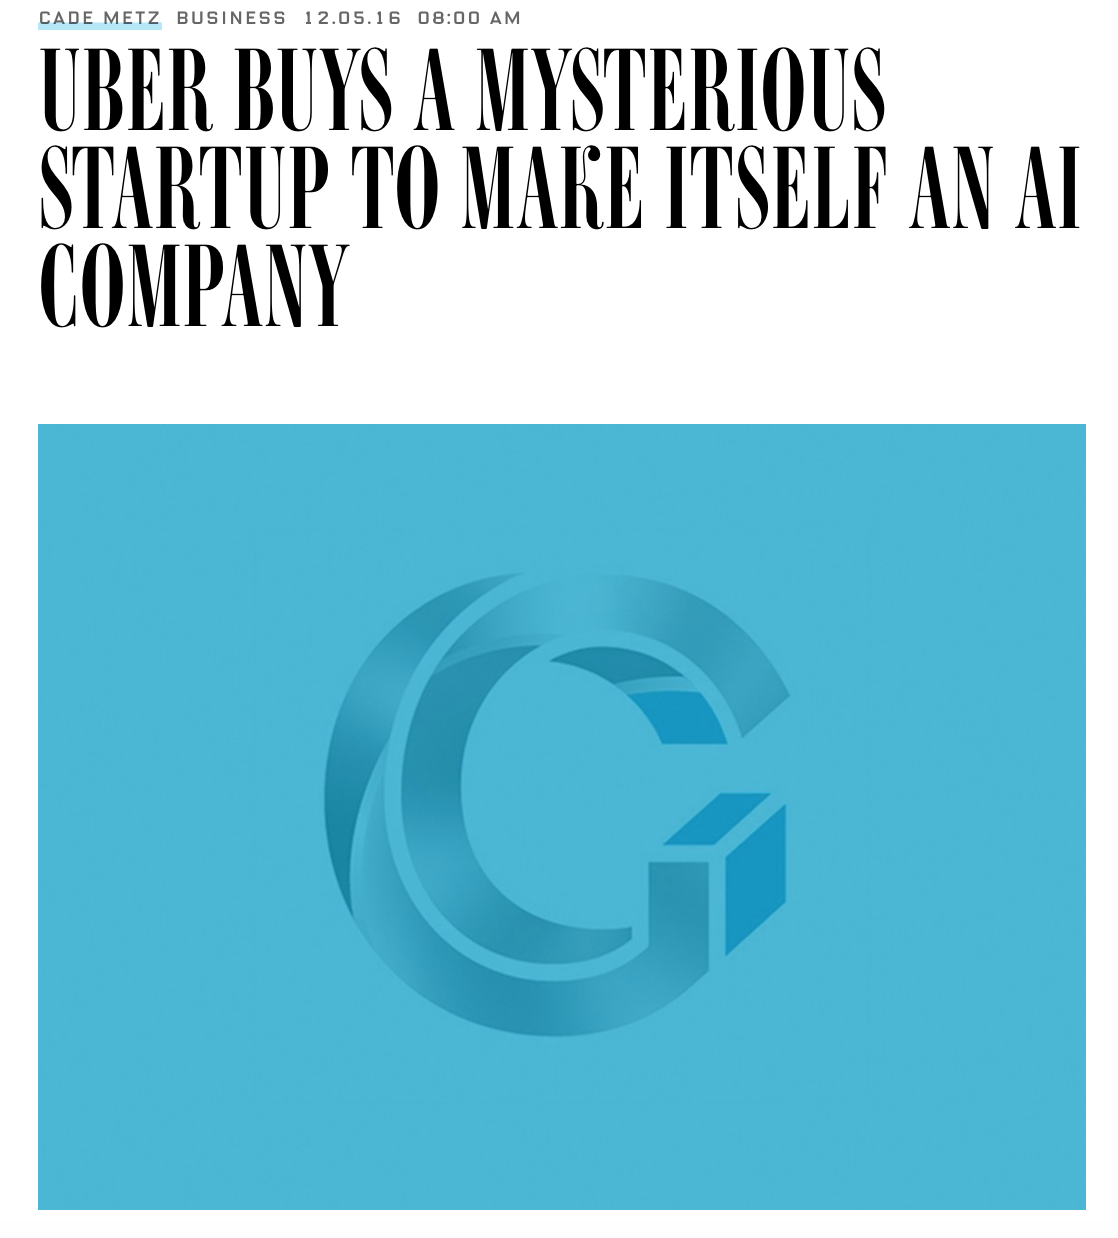 CADE METZ BUSINESS 12.05.16 08:00 AM
UBER BUYS A MYSTERIOUS
STARTUP TO MAKE ITSELF AN AI
COMPANY